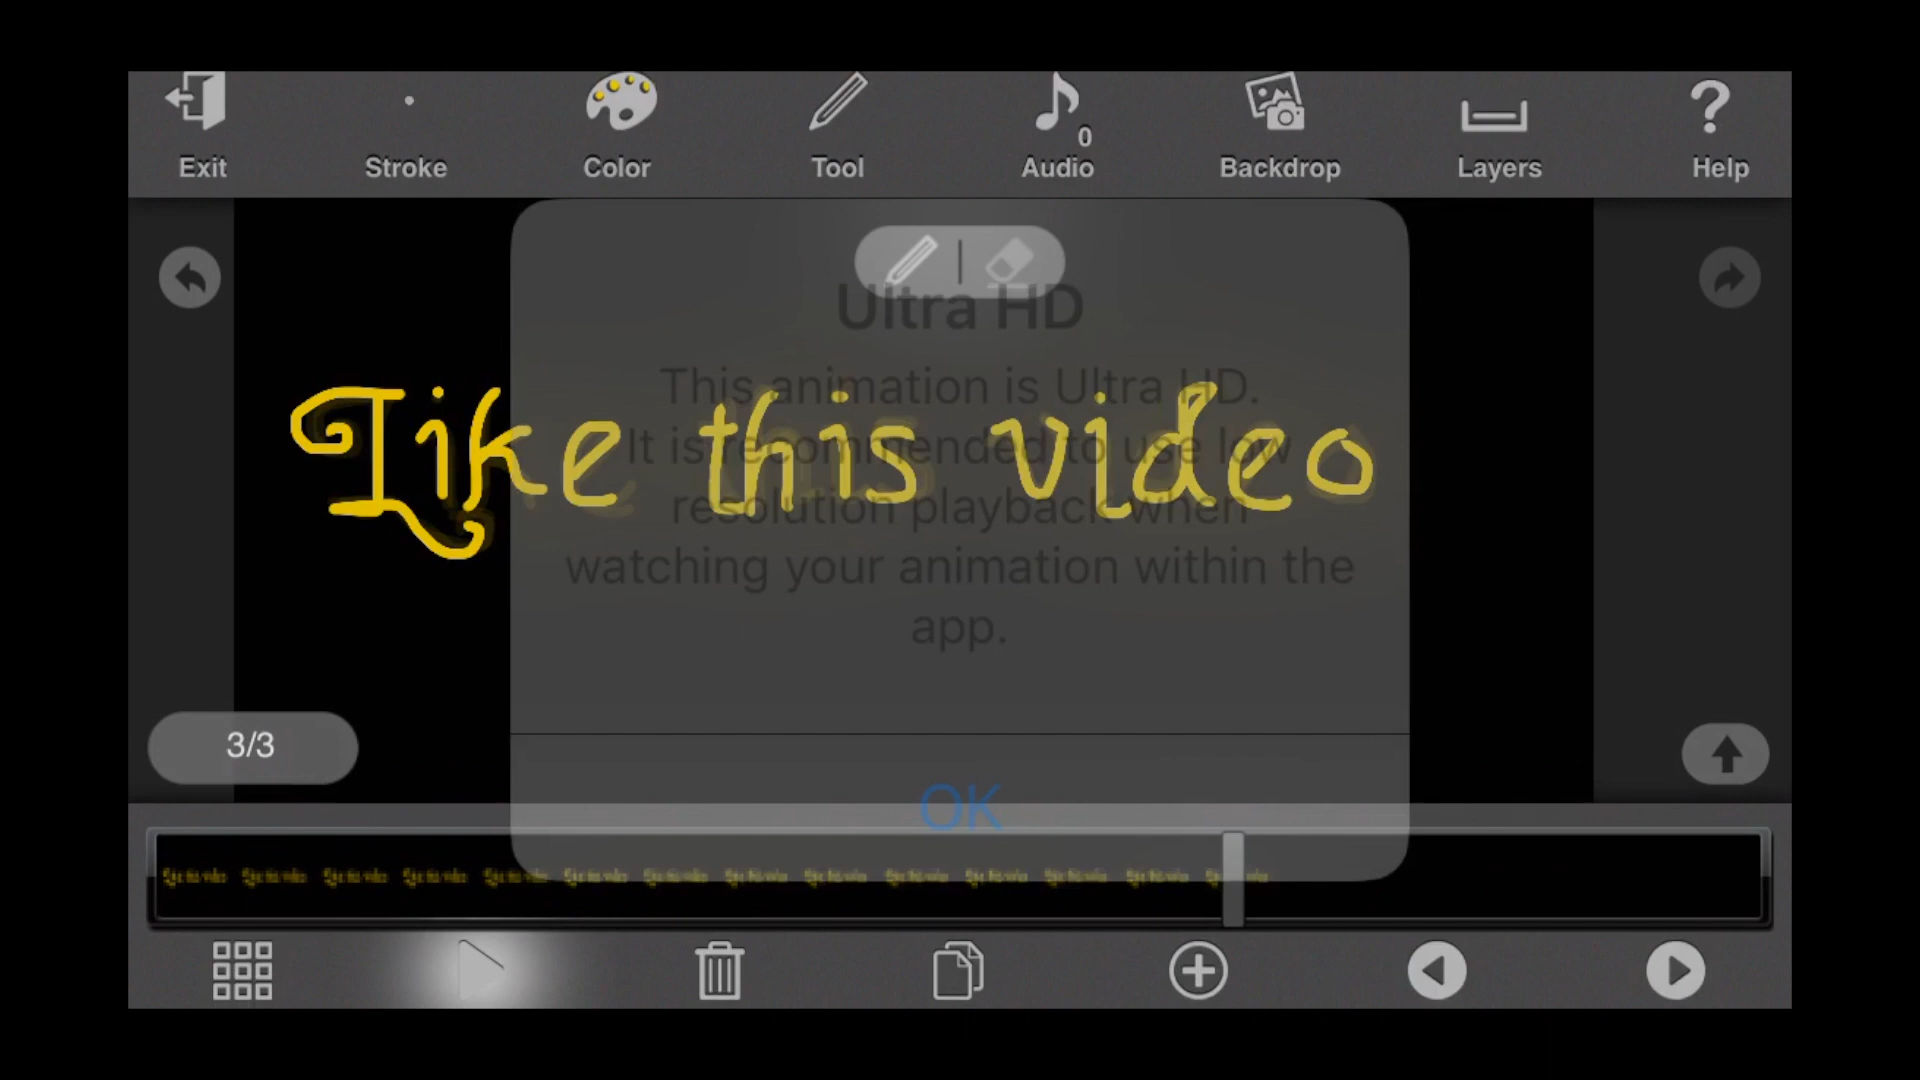 Exit Stroke Color Tool Audio 0 Backdrop Layers Help
Ultra HD
This animation is Ultra HD.
It is recommended to use low
resolution playback when
watching your animation within the
app.
Like this video
3/3
OK